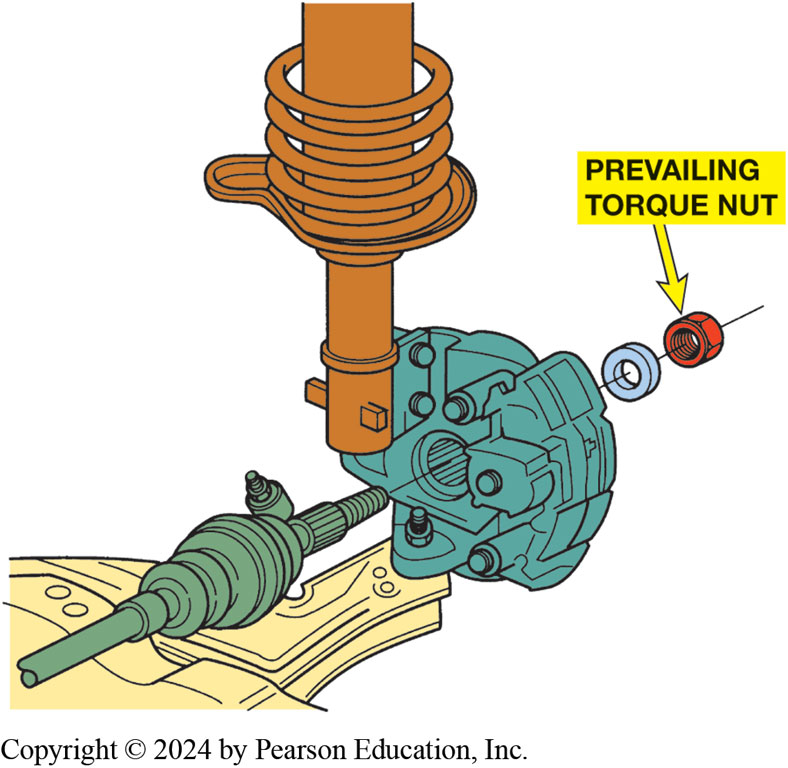 PREVAILING
TORQUE NUT
Copyright © 2024 by Pearson Education, Inc.